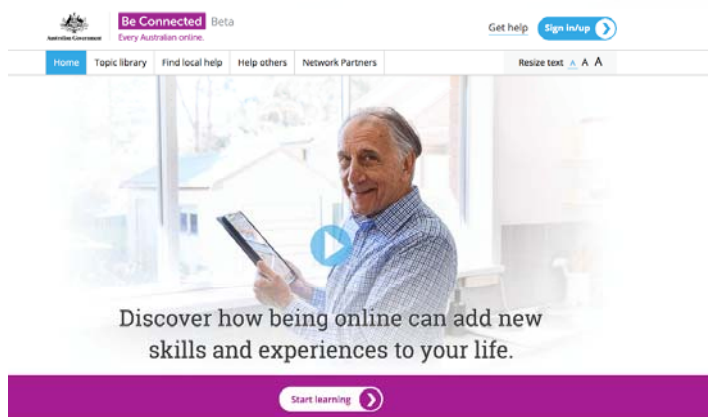 Australian Government
Be Connected Beta
Every Australian online.
Get help
Sign in/up
Home Topic library Find local help Help others Network Partners
Resize text A A A
Discover how being online can add new
skills and experiences to your life.
Start learning